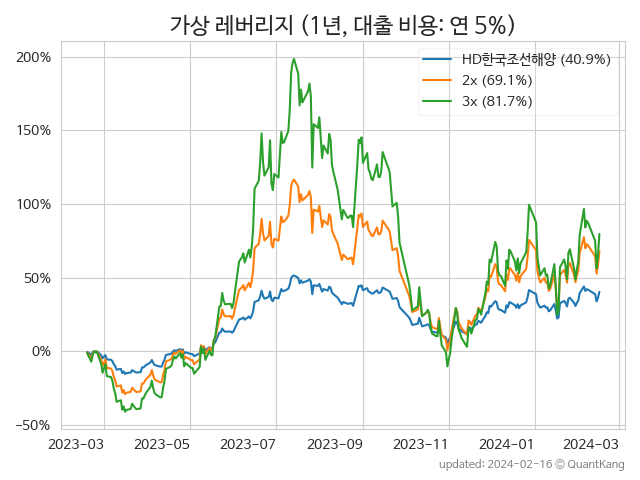 가상 레버리지 (1년, 대출 비용: 연 5%)
HD한국조선해양 (40.9%)
2x (69.1%)
3x (81.7%)
200%
150%
100%
50%
0%
−50%
2023-03 2023-05 2023-07 2023-09 2023-11 2024-01 2024-03
updated: 2024-02-16 © QuantKang